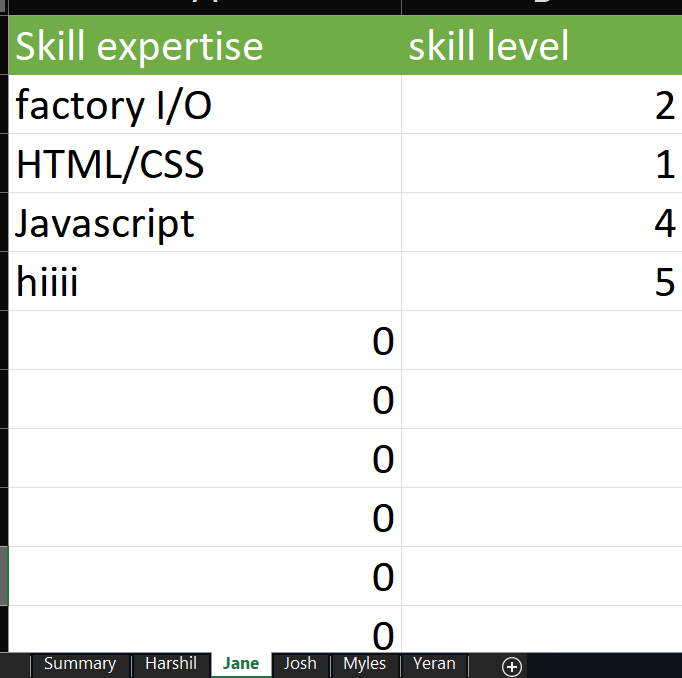 Skill expertise skill level
factory I/O 2
HTML/CSS 1
Javascript 4
hiiii 5
0
0
0
0
0
0
Summary Harshil Jane Josh Myles Yeran